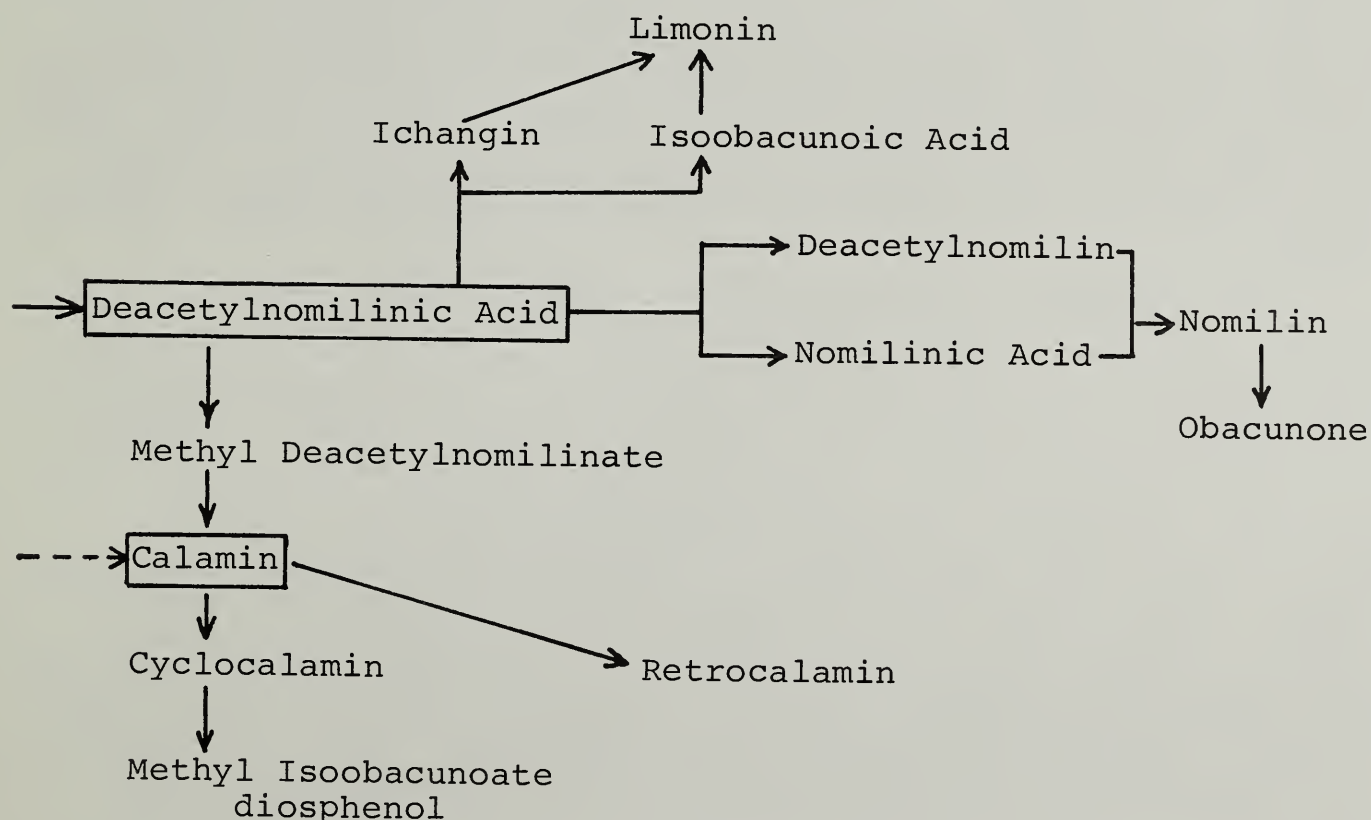 Limonin
Ichangin
Isoobacunoic Acid
Deacetylnomilin
Deacetylnomilinic Acid
Nomilin
Nomilinic Acid
Obacunone
Methyl Deacetylnomilinate
Calamin
Cyclocalamin
Retrocalamin
Methyl Isoobacunoate
diosphenol